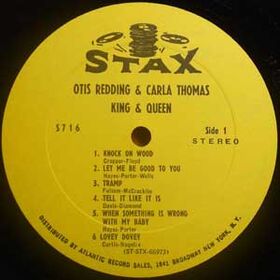 STAX
OTIS REDDING & CARLA THOMAS
KING & QUEEN
S716
Side 1
STEREO
1 KNOCK ON WOOD
Cropper-Floyd
2 LET ME BE GOOD TO YOU
Hayes-Porter-Wells
3 TRAMP
Fulson-McCracklin
4 TELL IT LIKE IT IS
Davis-Diamond
5 WHEN SOMETHING IS WRONG
WITH MY BABY
Hayes-Porter
6 LOVEY DOVEY
Curtis-Nugetre
(ST-STX-66973)
DISTRIBUTED BY ATLANTIC RECORD SALES, 1841 BROADWAY NEW YORK, N.Y.